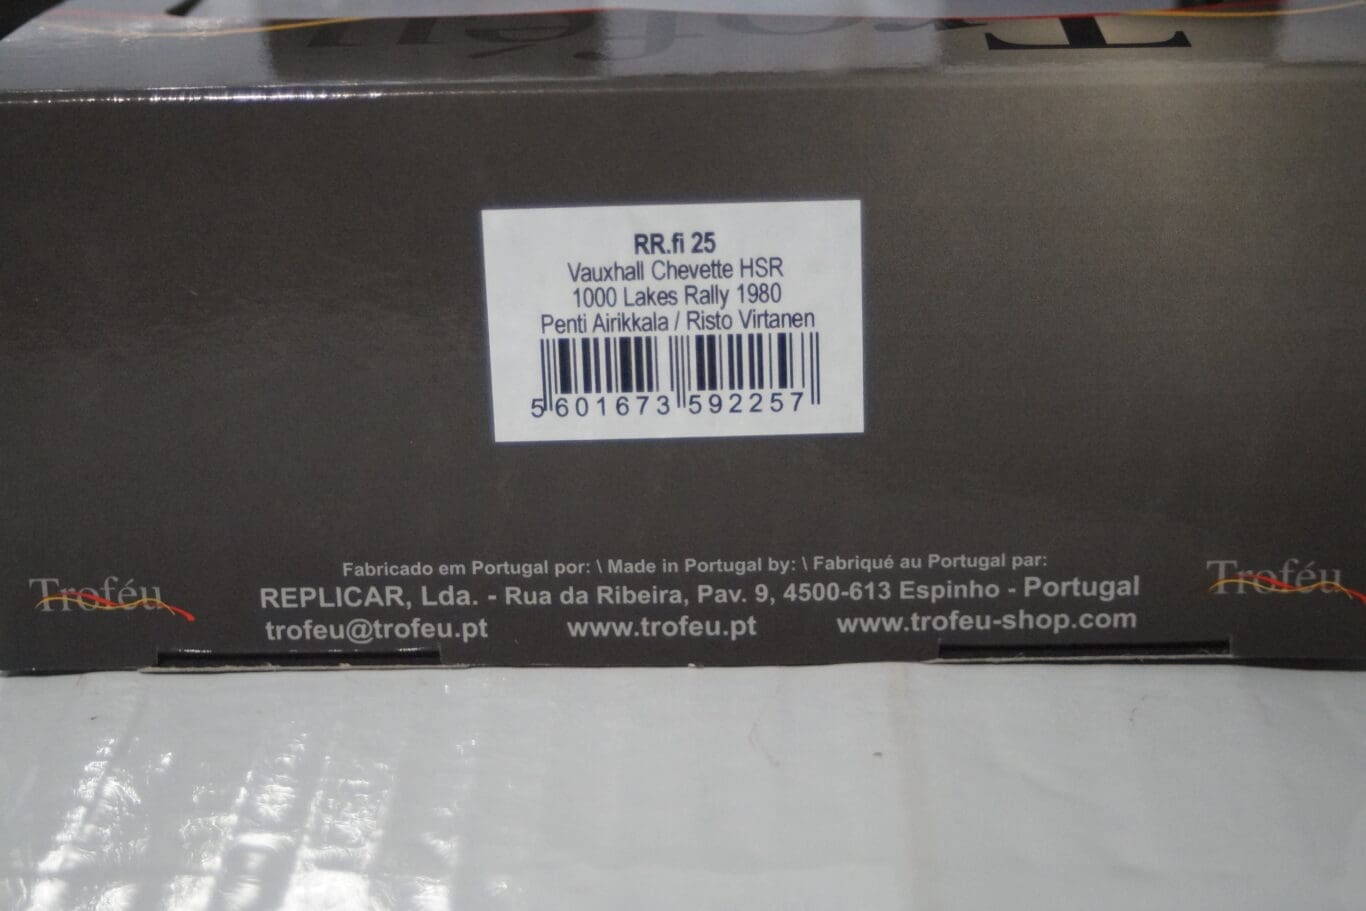 Troféu
RR.fi 25
Vauxhall Chevette HSR
1000 Lakes Rally 1980
Penti Airikkala / Risto Virtanen
5 601673 592257
Fabricado em Portugal por: \ Made in Portugal by: \ Fabriqué au Portugal par:
Troféu
REPLICAR, Lda. - Rua da Ribeira, Pav. 9, 4500-613 Espinho - Portugal
Troféu
trofeu@trofeu.pt www.trofeu.pt www.trofeu-shop.com